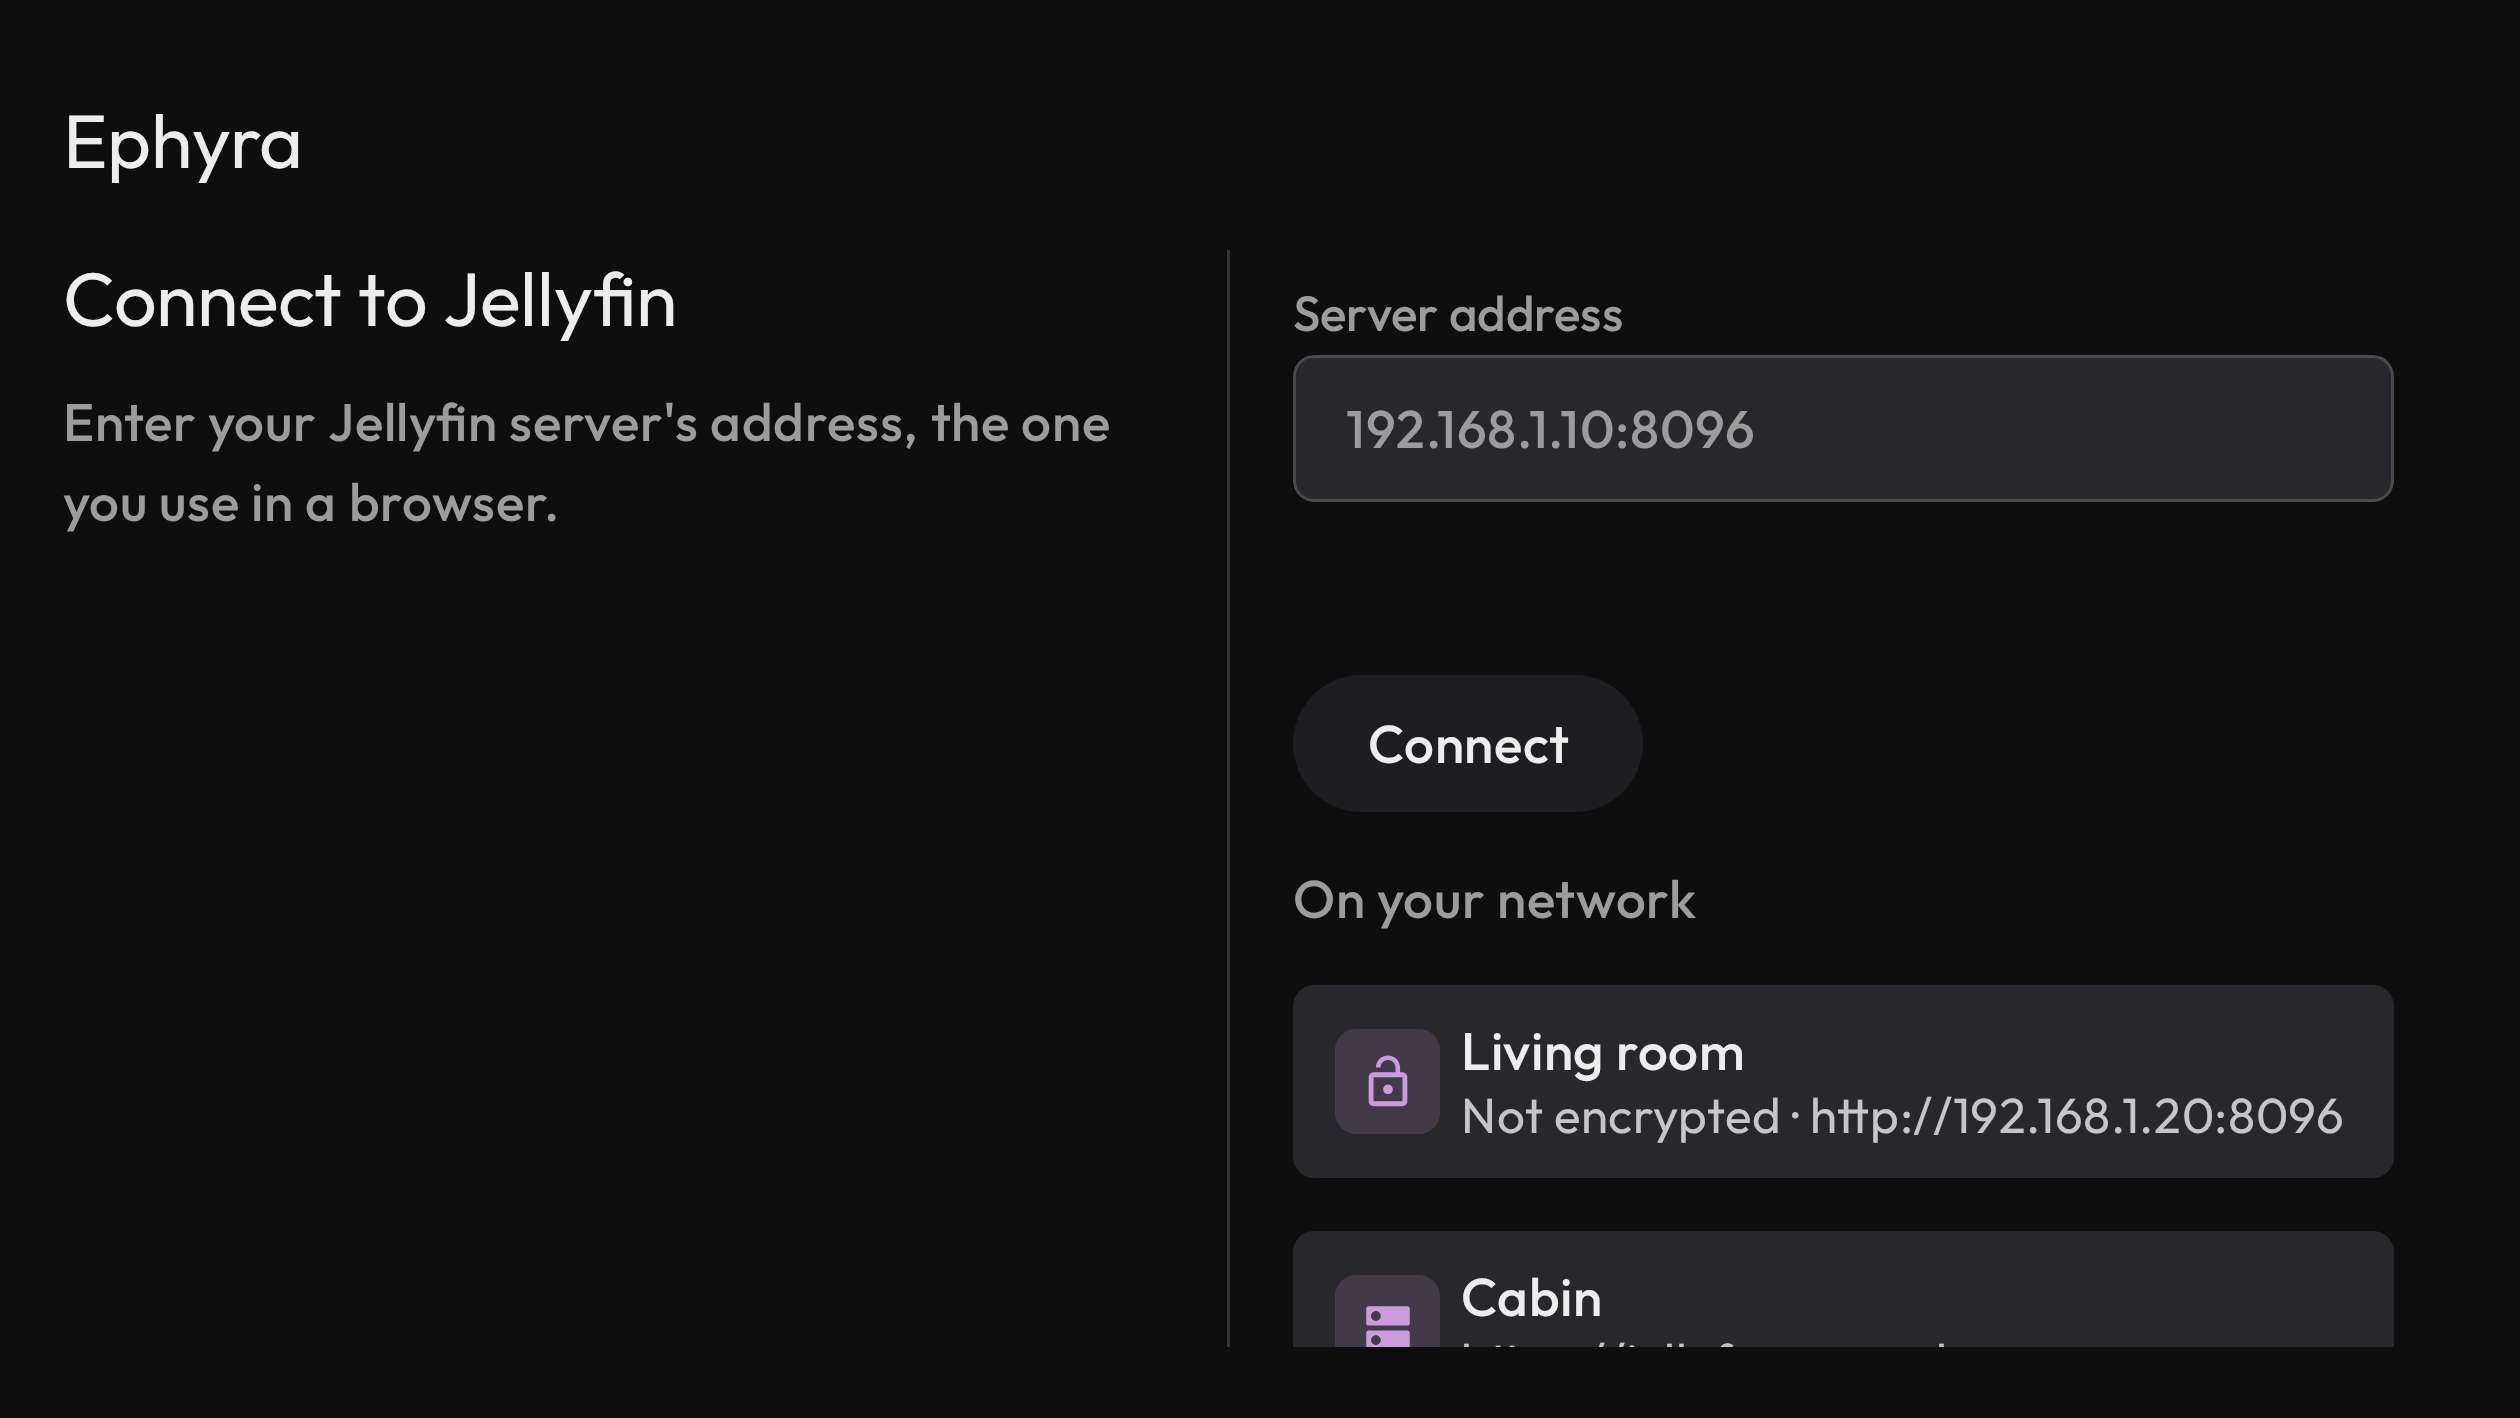 Ephyra
Connect to Jellyfin
Enter your Jellyfin server's address, the one
you use in a browser.
Server address
192.168.1.10:8096
Connect
On your network
Living room
Not encrypted · http://192.168.1.20:8096
Cabin